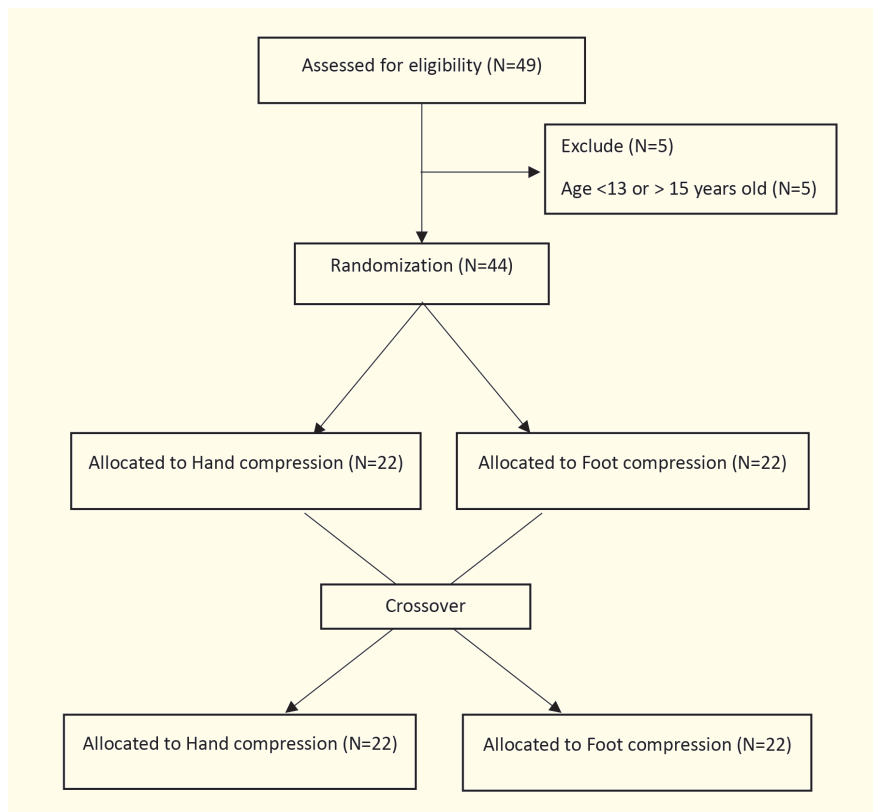 Assessed for eligibility (N=49)
Exclude (N=5)
Age <13 or > 15 years old (N=5)
Randomization (N=44)
Allocated to Hand compression (N=22)
Allocated to Foot compression (N=22)
Crossover
Allocated to Hand compression (N=22)
Allocated to Foot compression (N=22)